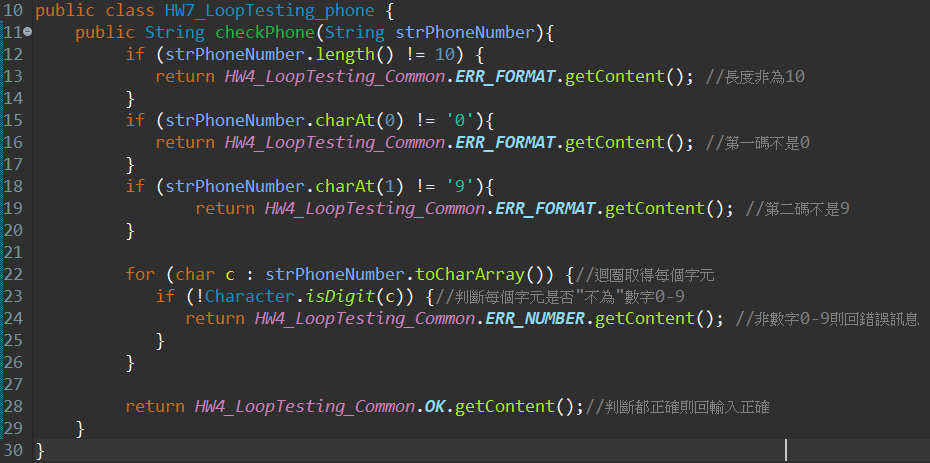 10 public class HW7_LoopTesting_phone {
11     public String checkPhone(String strPhoneNumber){
12          if (strPhoneNumber.length() != 10) {
13             return HW4_LoopTesting_Common.ERR_FORMAT.getContent(); //長度非為10
14          }
15          if (strPhoneNumber.charAt(0) != '0'){
16             return HW4_LoopTesting_Common.ERR_FORMAT.getContent(); //第一碼不是0
17          }
18          if (strPhoneNumber.charAt(1) != '9'){
19                 return HW4_LoopTesting_Common.ERR_FORMAT.getContent(); //第二碼不是9
20          }
21
22          for (char c : strPhoneNumber.toCharArray()) {//迴圈取得每個字元
23             if (!Character.isDigit(c)) {//判斷每個字元是否"不為"數字0-9
24                return HW4_LoopTesting_Common.ERR_NUMBER.getContent(); //非數字0-9則回錯誤訊息
25             }
26          }
27
28          return HW4_LoopTesting_Common.OK.getContent();//判斷都正確則回輸入正確
29     }
30 }